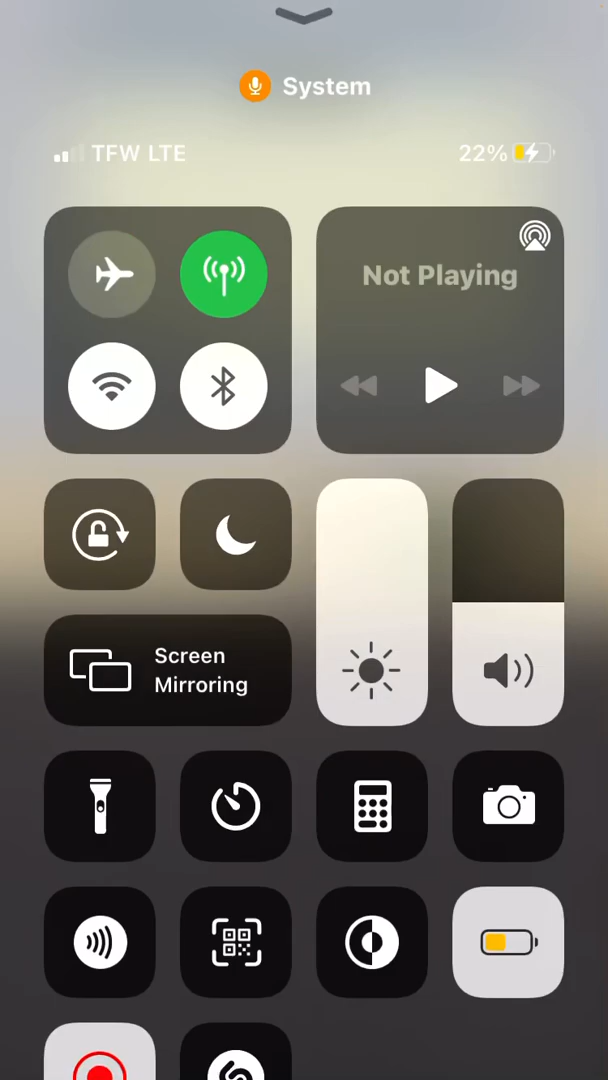 System
TFW LTE
22%
Not Playing
Screen
Mirroring